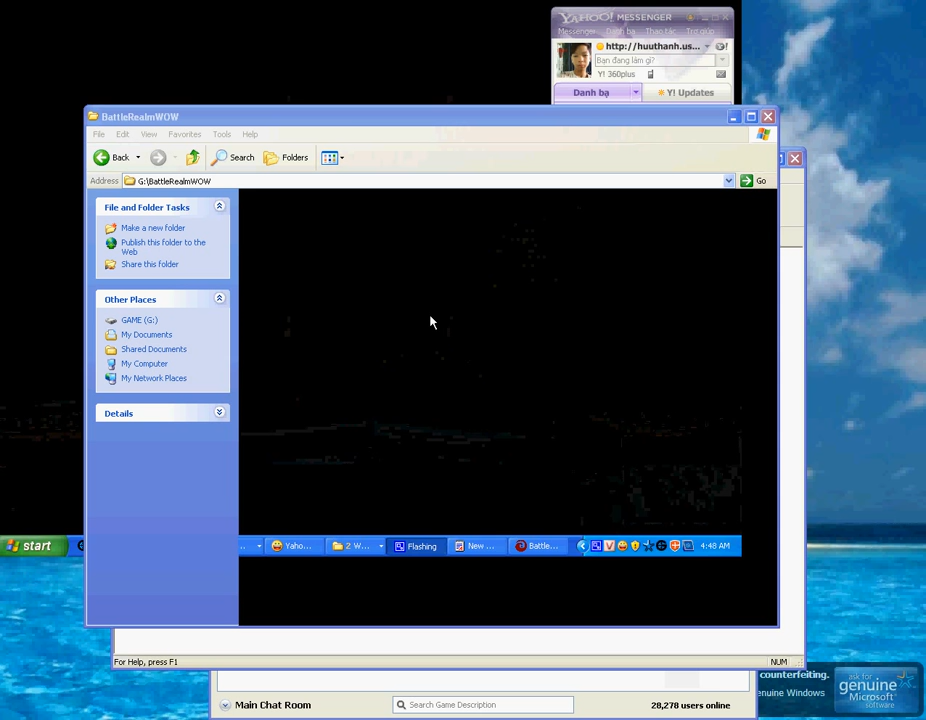 YAHOO! MESSENGER
Messenger Danh bạ Thao tác Trợ giúp
http://huuthanh.us...
Bạn đang làm gì?
Y! 360plus
Danh bạ
Y! Updates
BattleRealmWOW
File Edit View Favorites Tools Help
Back
Search
Folders
Address
G:\BattleRealmWOW
Go
File and Folder Tasks
Make a new folder
Publish this folder to the
Web
Share this folder
Other Places
GAME (G:)
My Documents
Shared Documents
My Computer
My Network Places
Details
start
...
Yaho...
2 W...
Flashing
New ...
Battle...
4:48 AM
For Help, press F1
NUM
counterfeiting.
enuine Windows
ask for
genuine
Microsoft
software
Main Chat Room
Search Game Description
28,278 users online